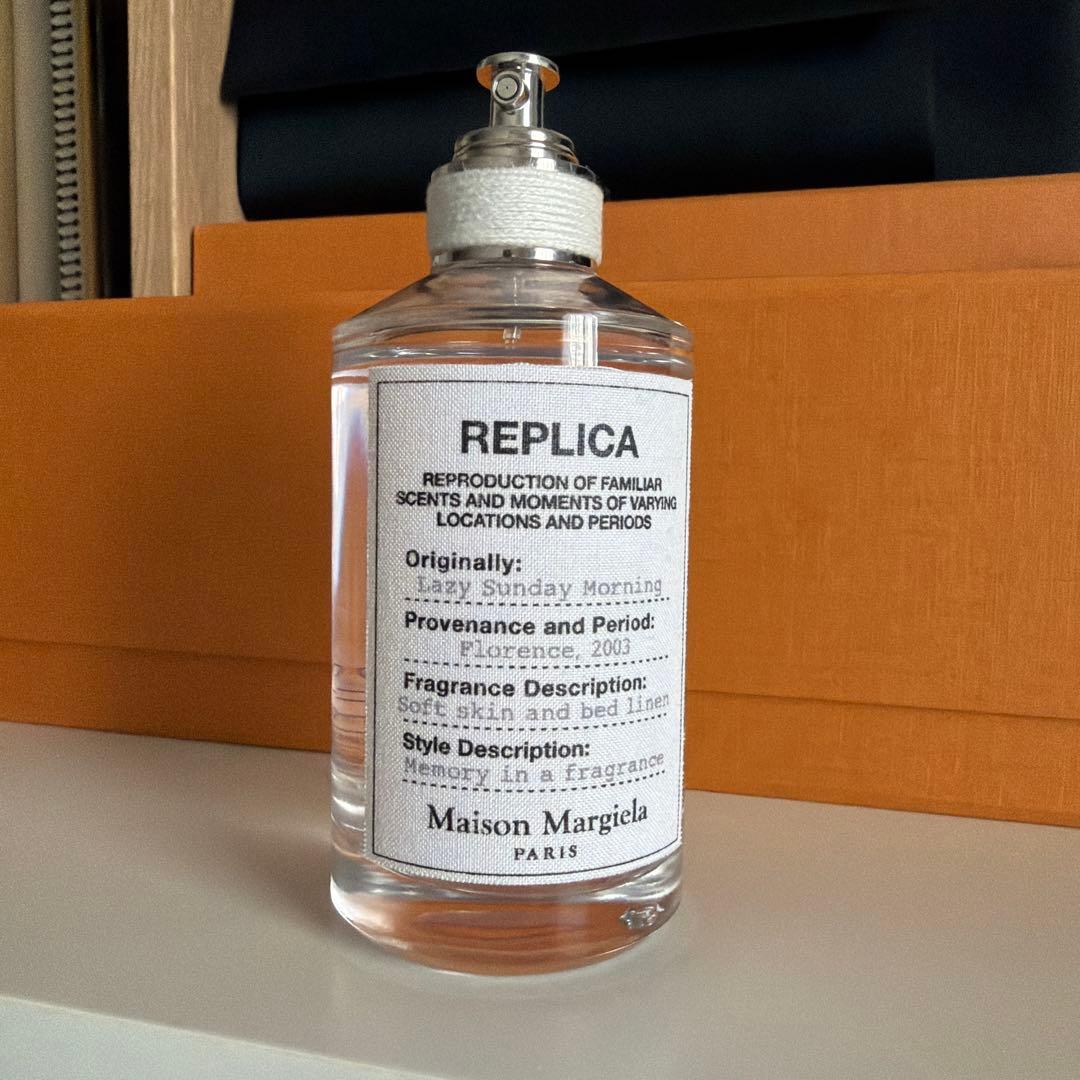 REPLICA
REPRODUCTION OF FAMILIAR
SCENTS AND MOMENTS OF VARYING
LOCATIONS AND PERIODS
Originally:
Lazy Sunday Morning
Provenance and Period:
Florence, 2003
Fragrance Description:
Soft skin and bed linen
Style Description:
Memory in a fragrance
Maison Margiela
PARIS